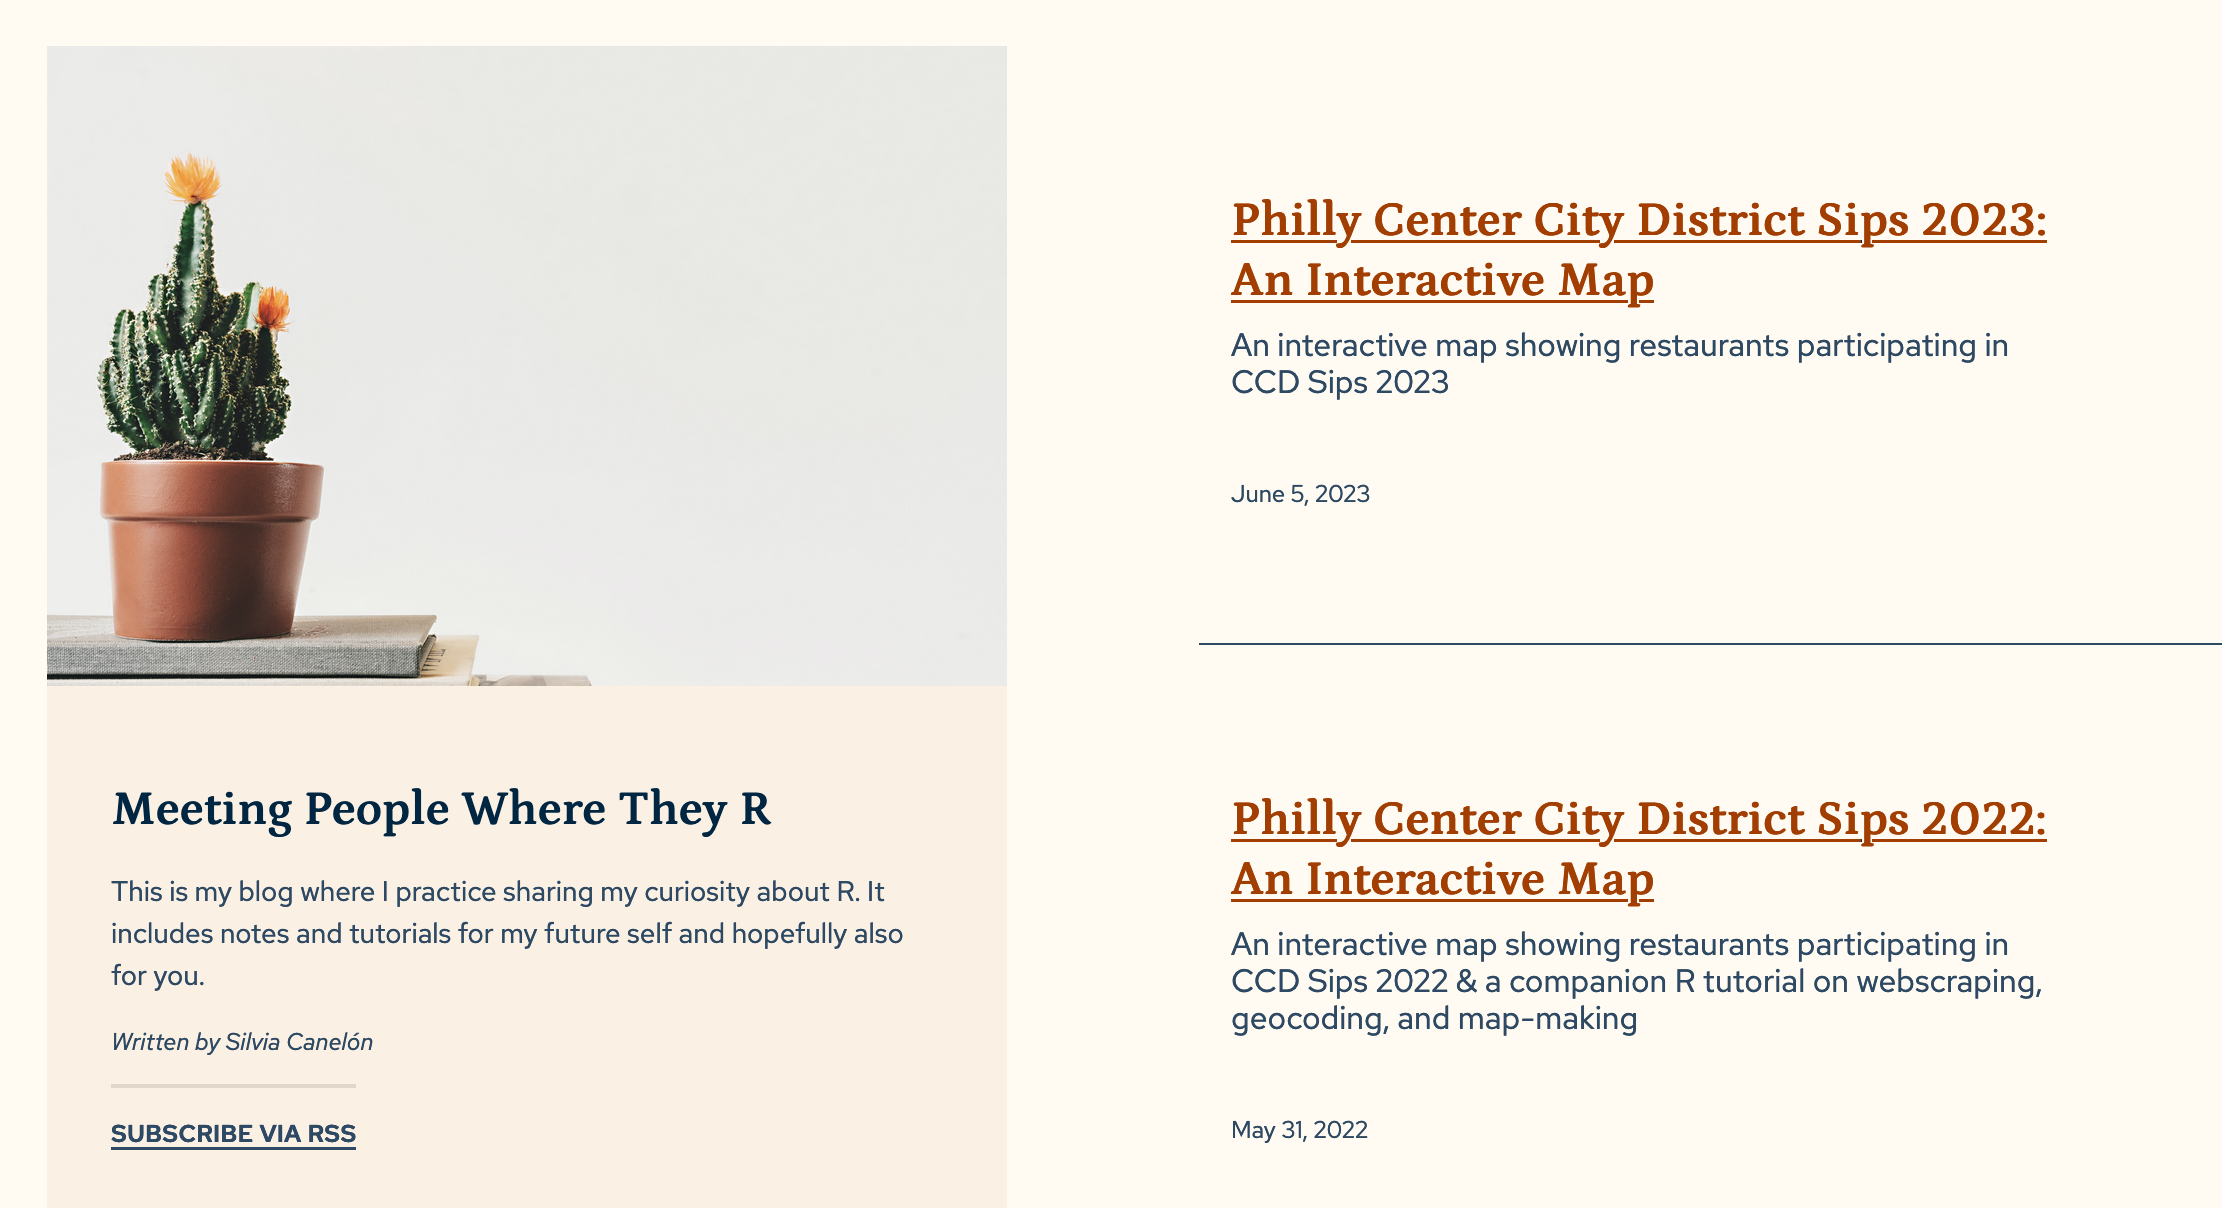 Meeting People Where They R
This is my blog where I practice sharing my curiosity about R. It
includes notes and tutorials for my future self and hopefully also
for you.
Written by Silvia Canelón
SUBSCRIBE VIA RSS
Philly Center City District Sips 2023:
An Interactive Map
An interactive map showing restaurants participating in
CCD Sips 2023
June 5, 2023
Philly Center City District Sips 2022:
An Interactive Map
An interactive map showing restaurants participating in
CCD Sips 2022 & a companion R tutorial on webscraping,
geocoding, and map-making
May 31, 2022